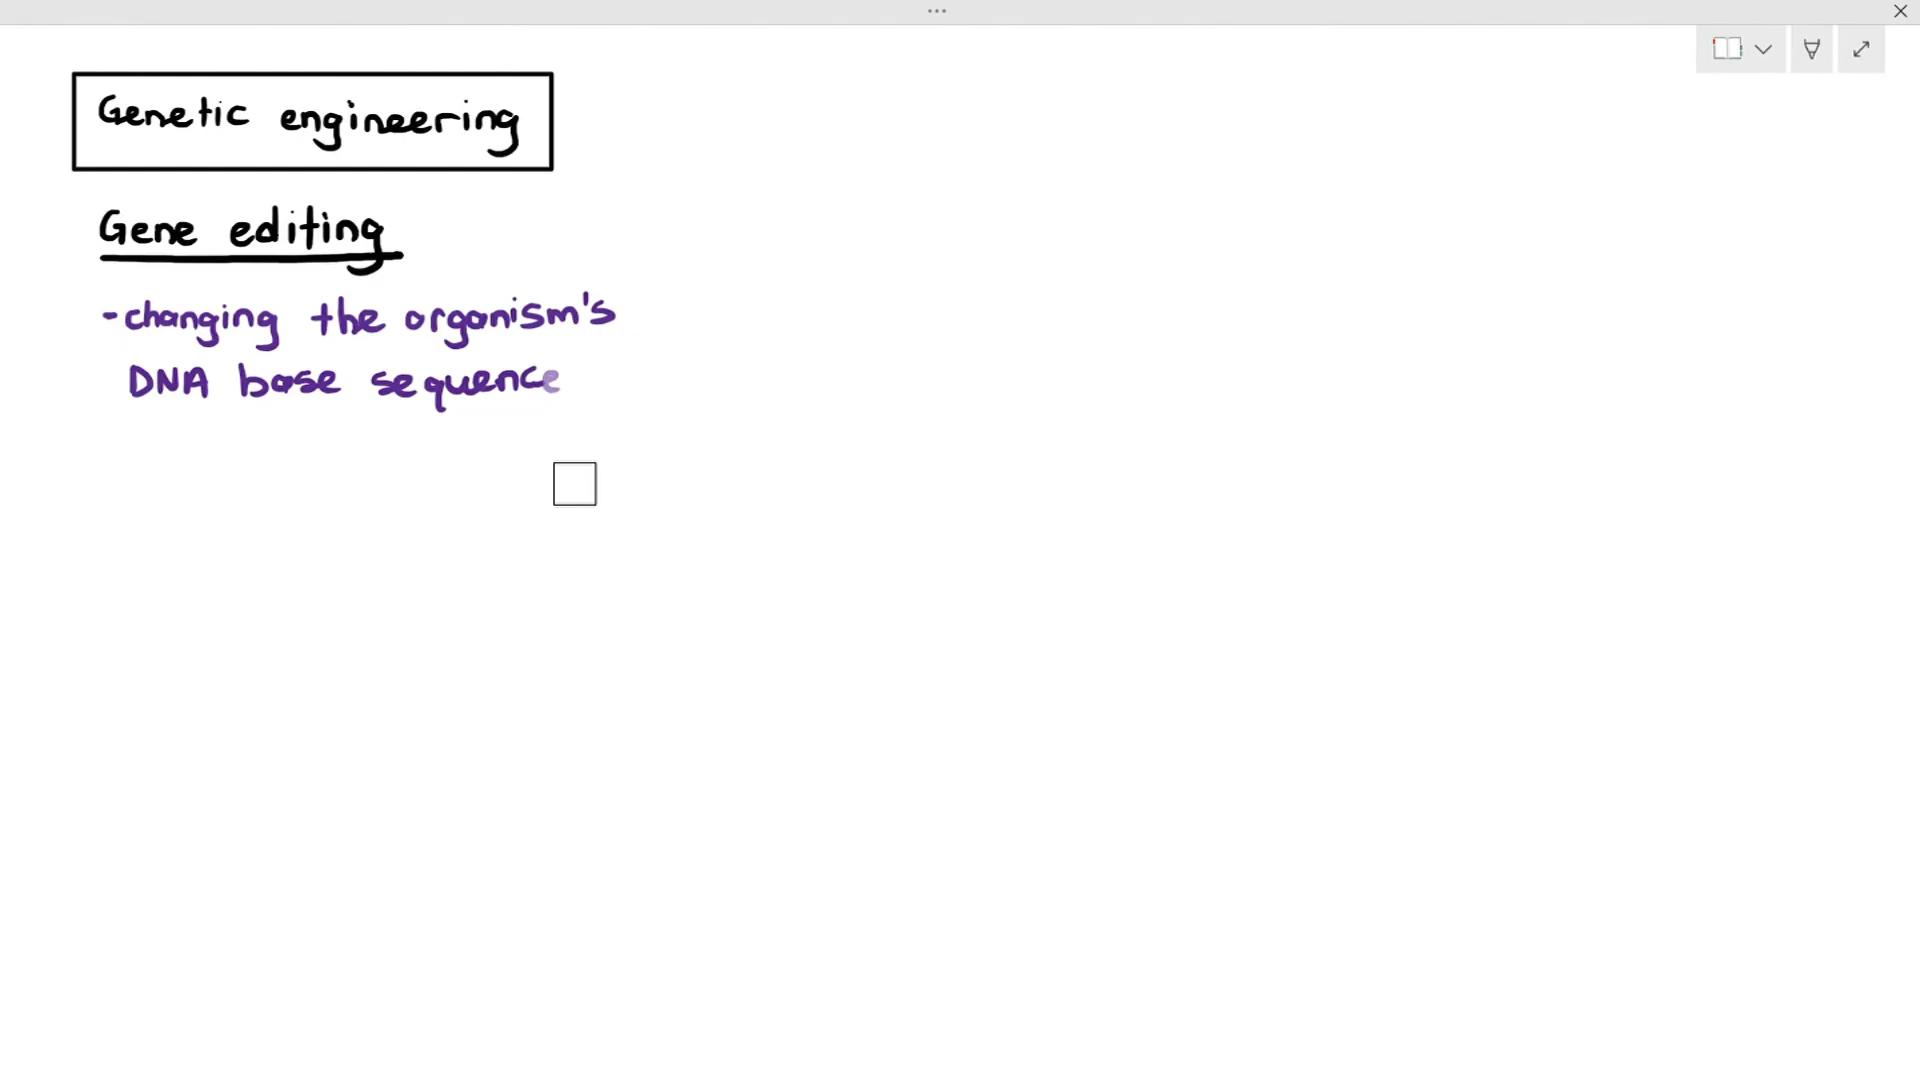 Genetic engineering
Gene editing
-changing the organism's
DNA base sequence